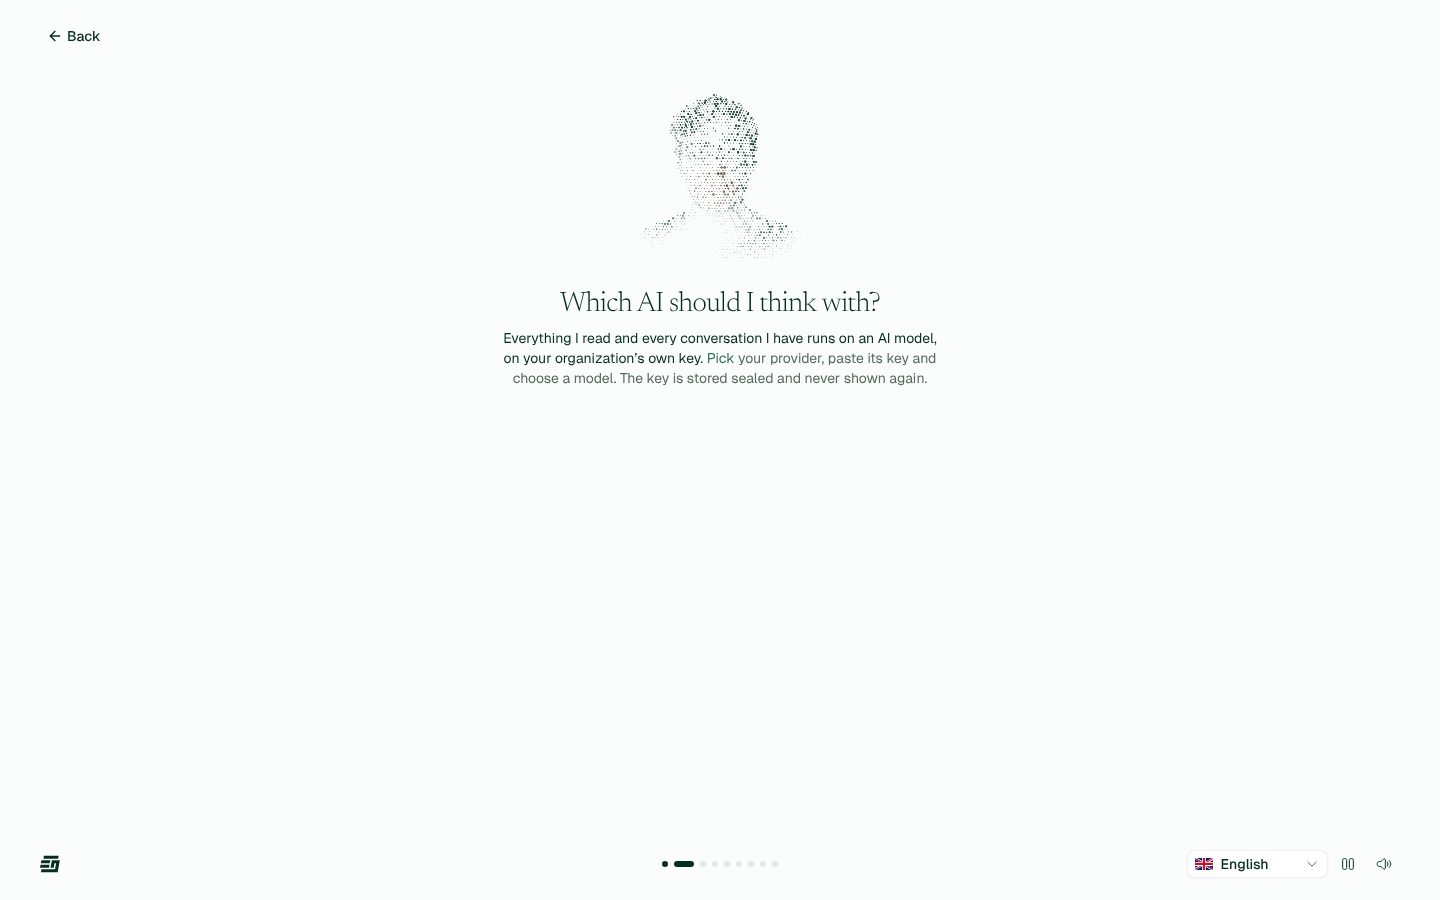 Back
Which AI should I think with?
Everything I read and every conversation I have runs on an AI model,
on your organization’s own key. Pick your provider, paste its key and
choose a model. The key is stored sealed and never shown again.
English